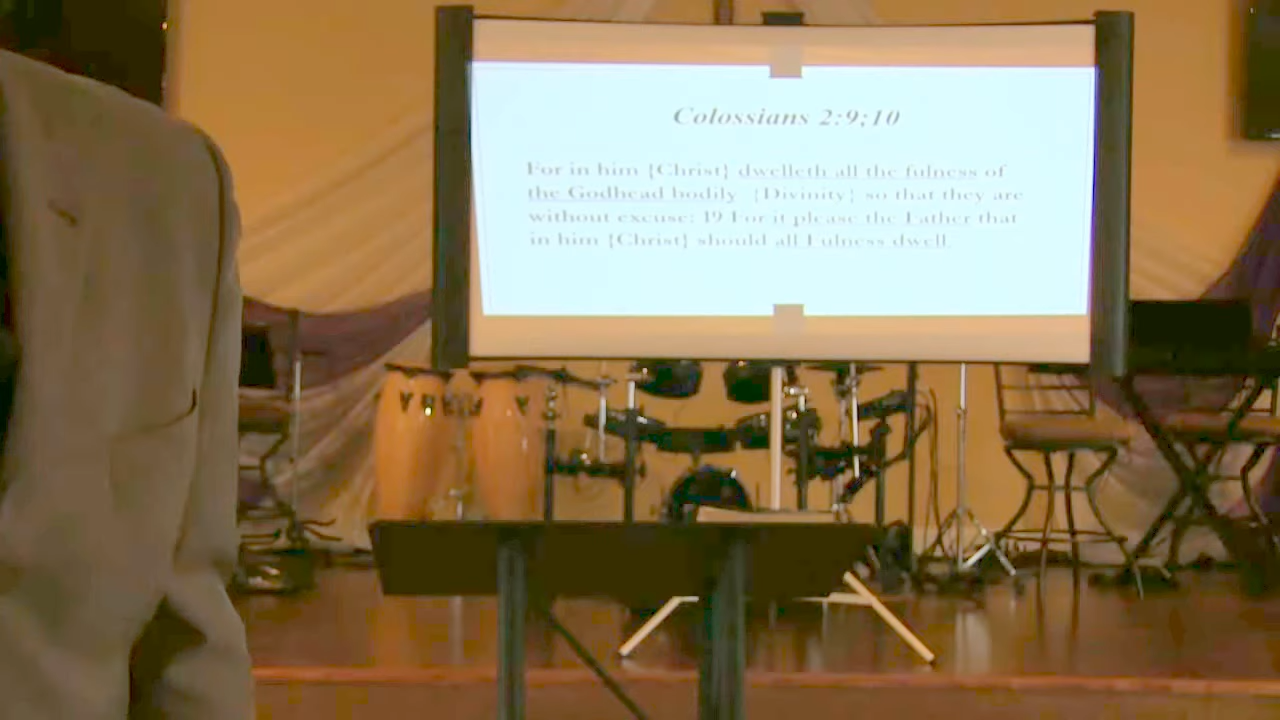 Colossians 2:9;10
For in him {Christ} dwelleth all the fulness of
the Godhead bodily {Divinity} so that they are
without excuse: 19 For it please the Father that
in him {Christ} should all Fulness dwell